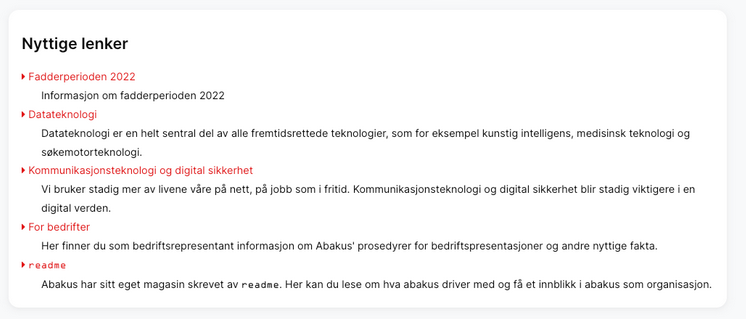 Nyttige lenker
Fadderperioden 2022
Informasjon om fadderperioden 2022
Datateknologi
Datateknologi er en helt sentral del av alle fremtidsrettede teknologier, som for eksempel kunstig intelligens, medisinsk teknologi og
søkemotorteknologi.
Kommunikasjonsteknologi og digital sikkerhet
Vi bruker stadig mer av livene våre på nett, på jobb som i fritid. Kommunikasjonsteknologi og digital sikkerhet blir stadig viktigere i en
digital verden.
For bedrifter
Her finner du som bedriftsrepresentant informasjon om Abakus' prosedyrer for bedriftspresentasjoner og andre nyttige fakta.
readme
Abakus har sitt eget magasin skrevet av readme. Her kan du lese om hva abakus driver med og få et innblikk i abakus som organisasjon.